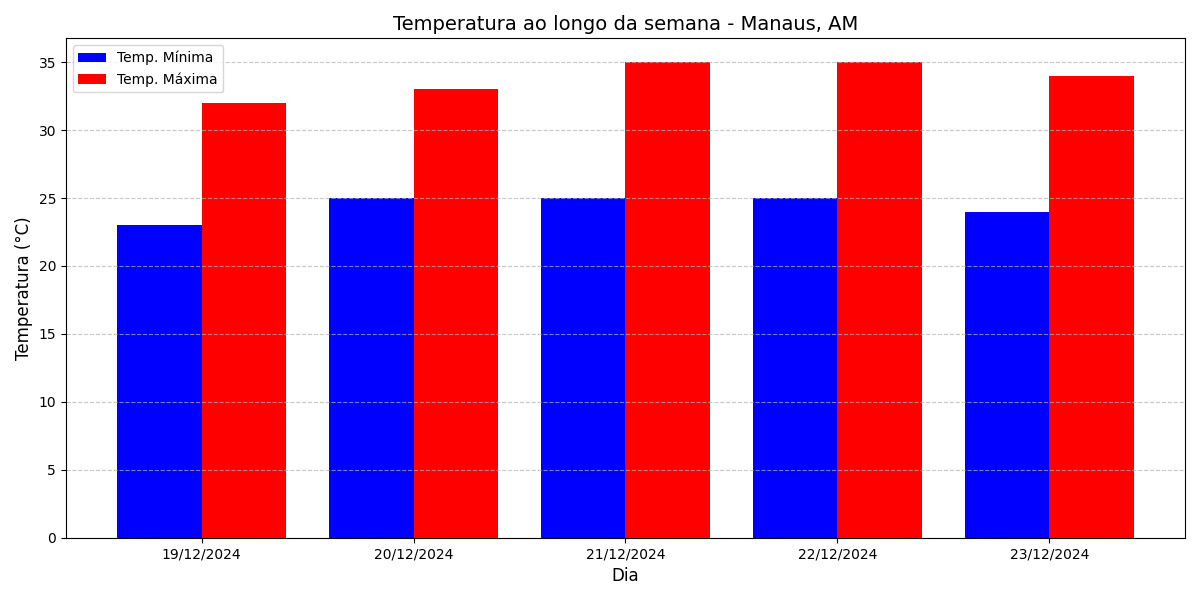 Temperatura ao longo da semana - Manaus, AM
Temp. Mínima
Temp. Máxima
Temperatura (°C)
35
30
25
20
15
10
5
0
19/12/2024 20/12/2024 21/12/2024 22/12/2024 23/12/2024
Dia